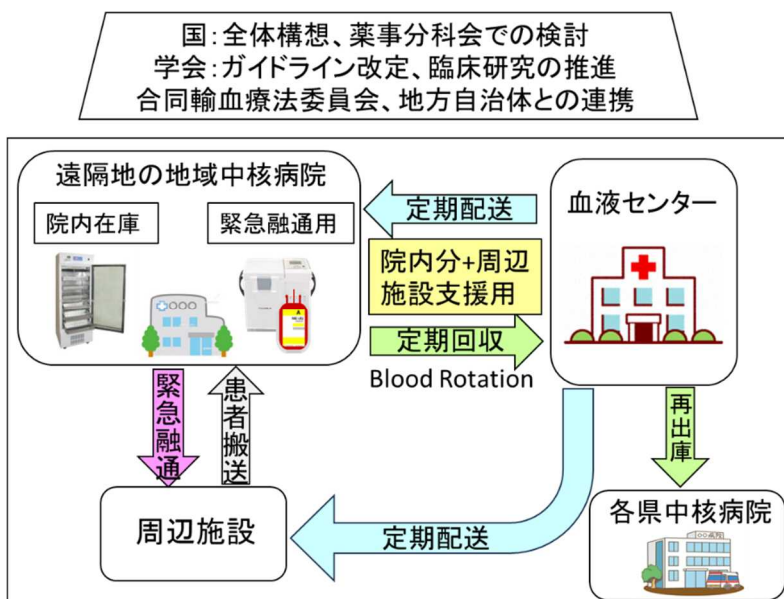 国：全体構想、薬事分科会での検討
学会：ガイドライン改定、臨床研究の推進
合同輸血療法委員会、地方自治体との連携
遠隔地の地域中核病院
院内在庫
緊急融通用
定期配送
血液センター
院内分+周辺
施設支援用
定期回収
Blood Rotation
緊急融通
患者搬送
再出庫
周辺施設
定期配送
各県中核病院